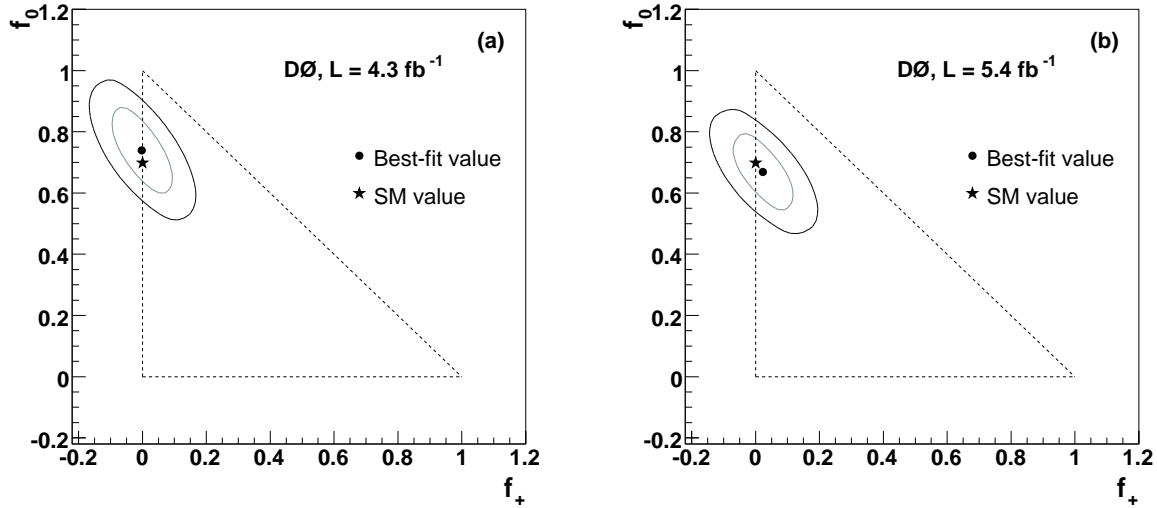 f₀
1.2
1
0.8
0.6
0.4
0.2
0
-0.2
(a)
DØ, L = 4.3 fb⁻¹
Best-fit value
SM value
-0.2 0 0.2 0.4 0.6 0.8 1 1.2
f₊
f₀
1.2
1
0.8
0.6
0.4
0.2
0
-0.2
(b)
DØ, L = 5.4 fb⁻¹
Best-fit value
SM value
-0.2 0 0.2 0.4 0.6 0.8 1 1.2
f₊